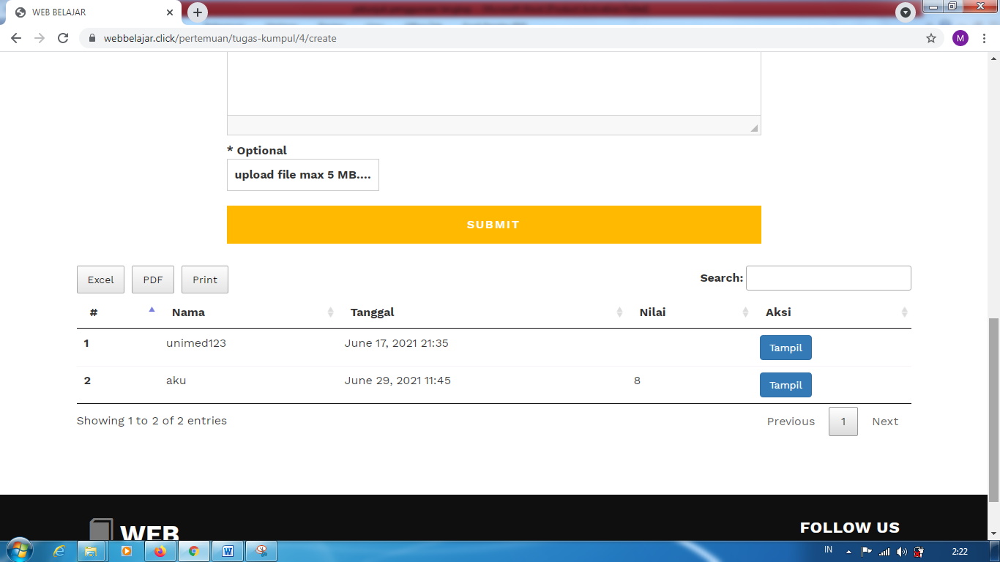 WEB BELAJAR
webbelajar.click/pertemuan/tugas-kumpul/4/create
M
* Optional
upload file max 5 MB....
SUBMIT
Excel PDF Print Search:
# Nama Tanggal Nilai Aksi
1 unimed123 June 17, 2021 21:35 Tampil
2 aku June 29, 2021 11:45 8 Tampil
Showing 1 to 2 of 2 entries Previous 1 Next
WEB FOLLOW US
IN 2:22